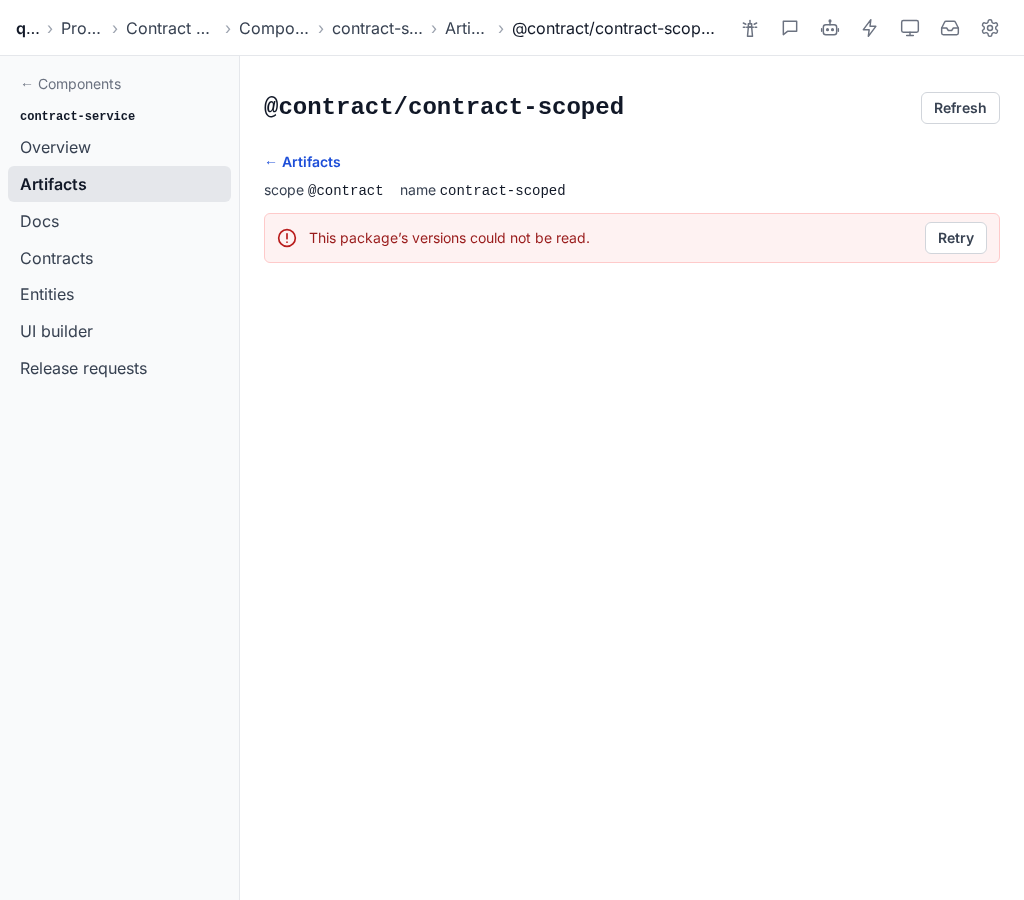 q... › Pro... › Contract ... › Compo... › contract-s... › Arti... › @contract/contract-scop...
← Components
contract-service
Overview
Artifacts
Docs
Contracts
Entities
UI builder
Release requests
@contract/contract-scoped
Refresh
← Artifacts
scope @contract name contract-scoped
This package’s versions could not be read.
Retry